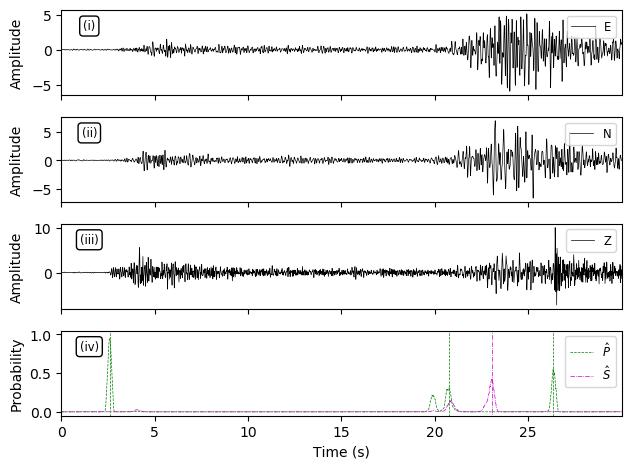 (i)
E
Amplitude
5
0
−5
(ii)
N
Amplitude
5
0
−5
(iii)
Z
Amplitude
10
0
(iv)
P̂
Ŝ
Probability
1.0
0.5
0.0
0 5 10 15 20 25
Time (s)